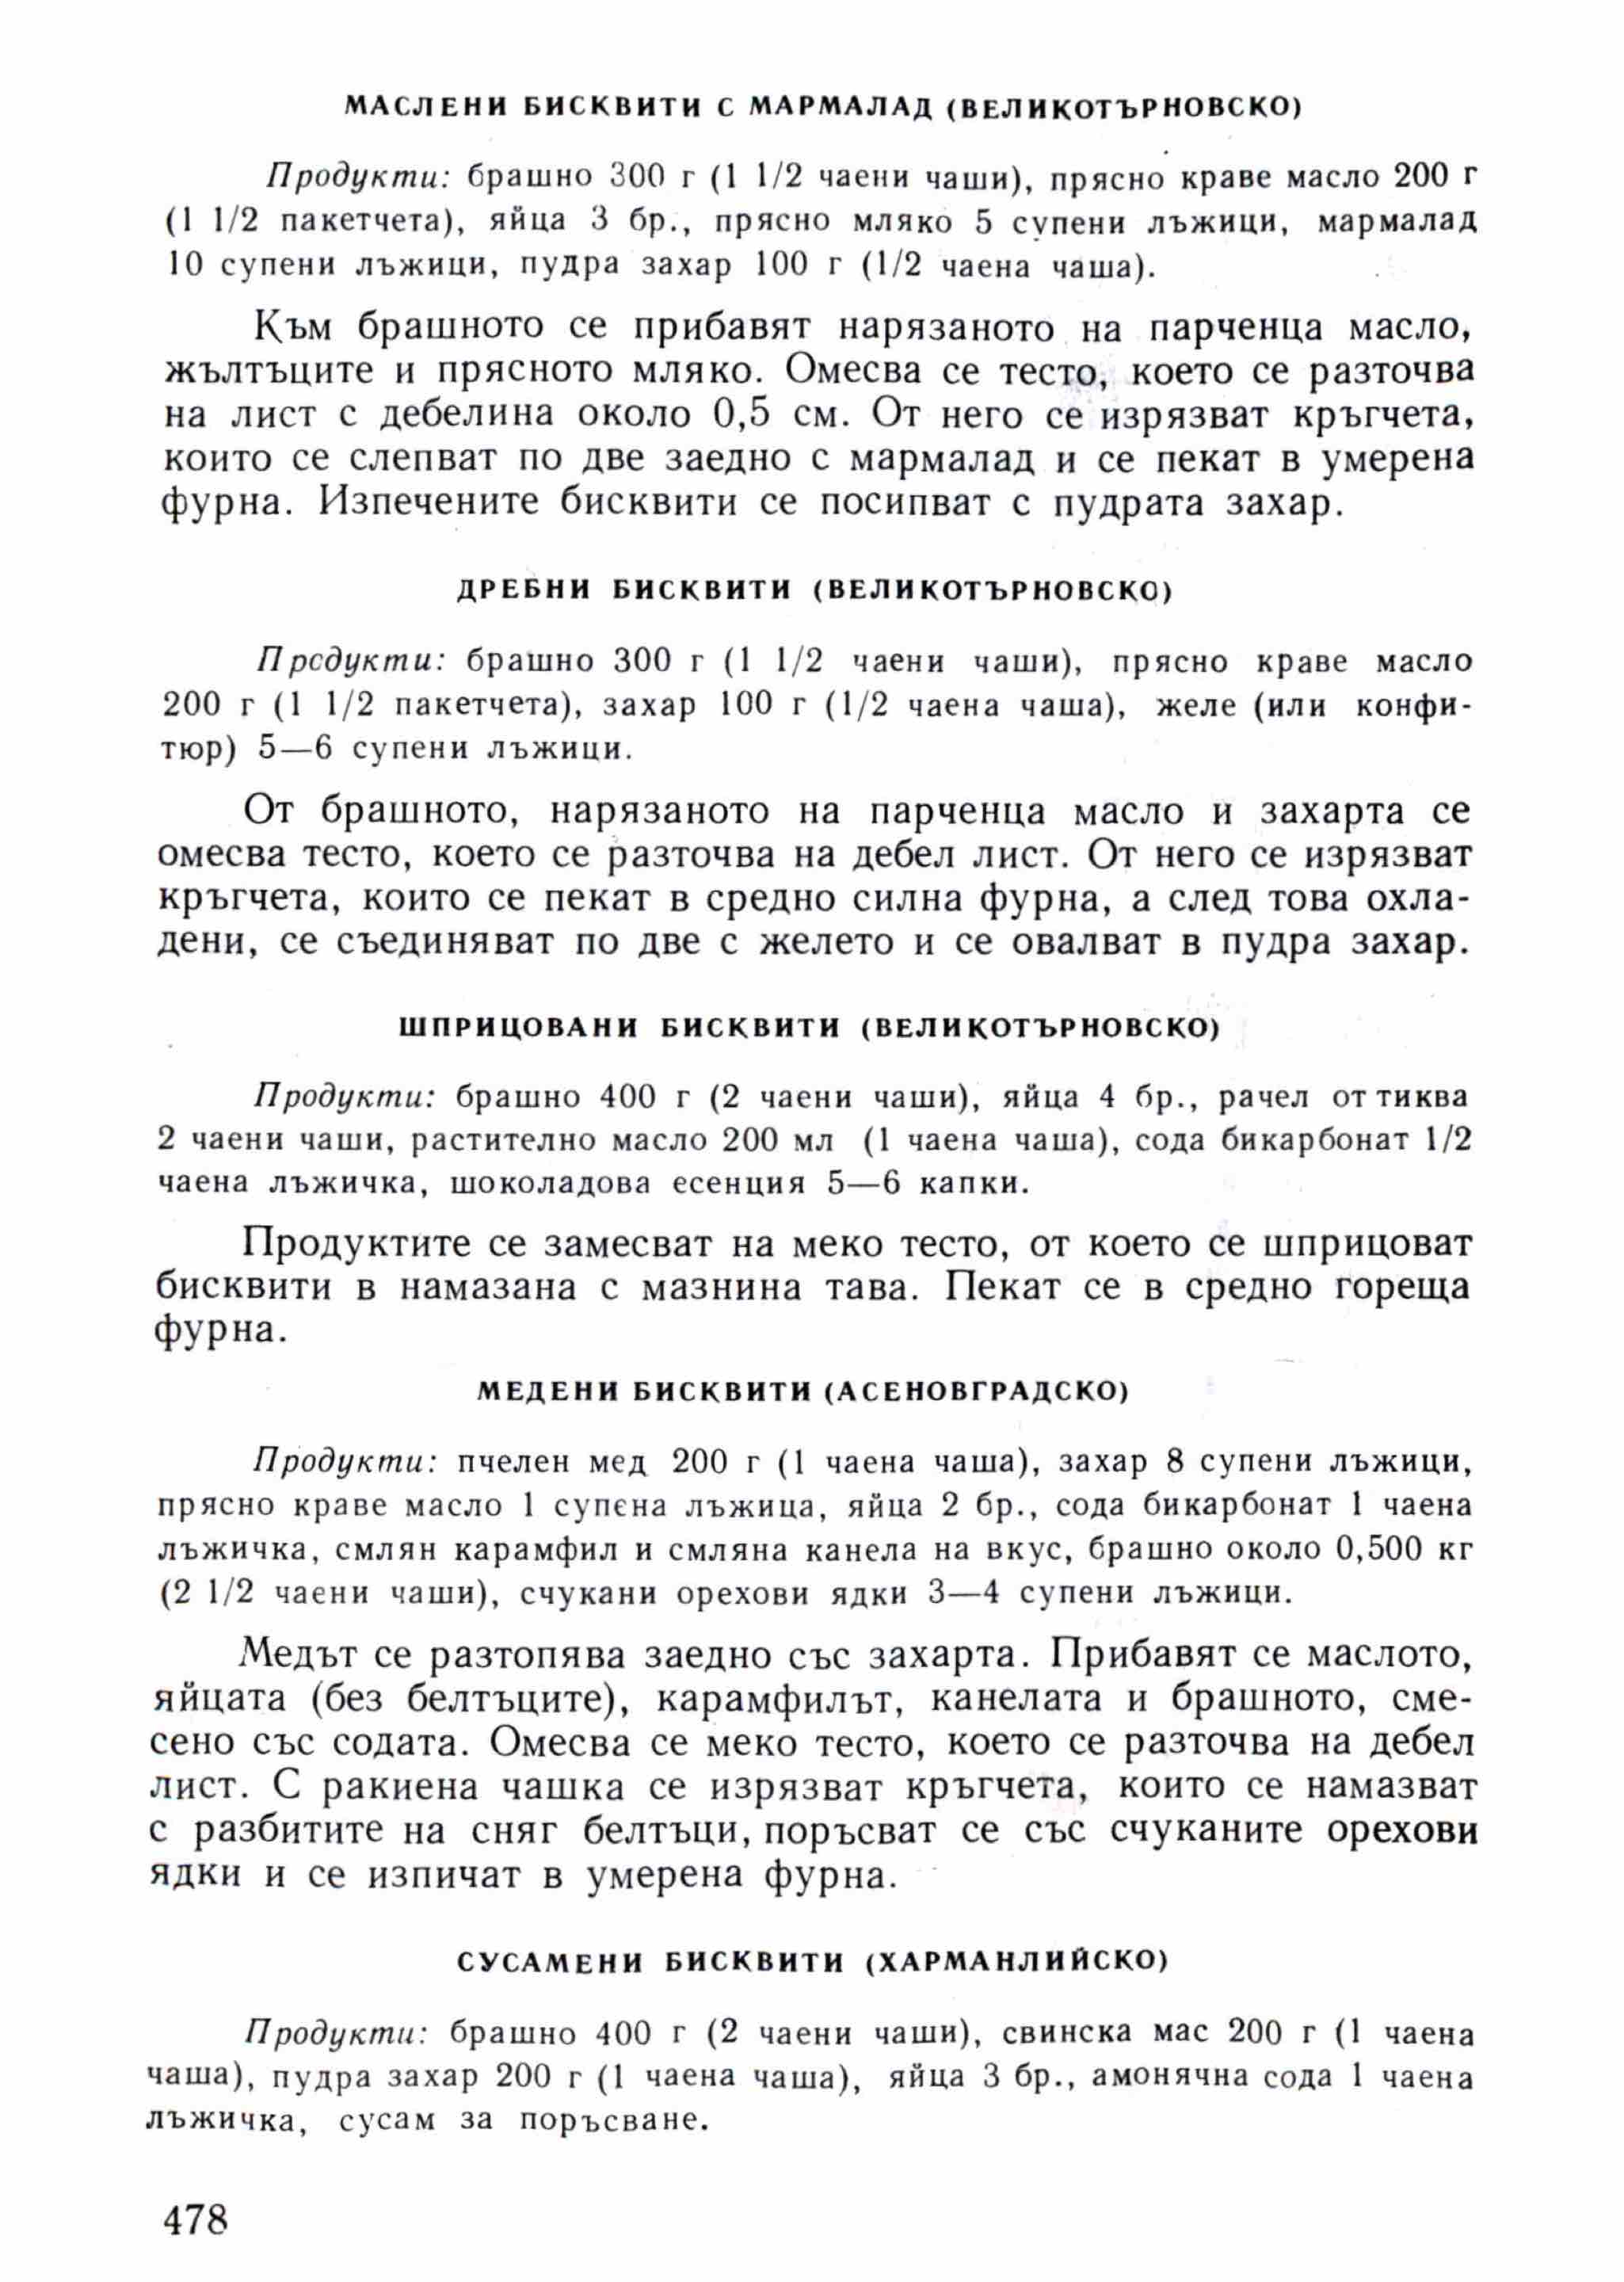 МАСЛЕНИ БИСКВИТИ С МАРМАЛАД (ВЕЛИКОТЪРНОВСКО)
Продукти: брашно 300 г (1 1/2 чаени чаши), прясно краве масло 200 г
(1 1/2 пакетчета), яйца 3 бр., прясно мляко 5 супени лъжици, мармалад
10 супени лъжици, пудра захар 100 г (1/2 чаена чаша).
Към брашното се прибавят нарязаното на парченца масло,
жълтъците и прясното мляко. Омесва се тесто, което се разточва
на лист с дебелина около 0,5 см. От него се изрязват кръгчета,
които се слепват по две заедно с мармалад и се пекат в умерена
фурна. Изпечените бисквити се посипват с пудрата захар.
ДРЕБНИ БИСКВИТИ (ВЕЛИКОТЪРНОВСКО)
Продукти: брашно 300 г (1 1/2 чаени чаши), прясно краве масло
200 г (1 1/2 пакетчета), захар 100 г (1/2 чаена чаша), желе (или конфи-
тюр) 5—6 супени лъжици.
От брашното, нарязаното на парченца масло и захарта се
омесва тесто, което се разточва на дебел лист. От него се изрязват
кръгчета, които се пекат в средно силна фурна, а след това охла-
дени, се съединяват по две с желето и се овалват в пудра захар.
ШПРИЦОВАНИ БИСКВИТИ (ВЕЛИКОТЪРНОВСКО)
Продукти: брашно 400 г (2 чаени чаши), яйца 4 бр., рачел от тиква
2 чаени чаши, растително масло 200 мл (1 чаена чаша), сода бикарбонат 1/2
чаена лъжичка, шоколадова есенция 5—6 капки.
Продуктите се замесват на меко тесто, от което се шприцоват
бисквити в намазана с мазнина тава. Пекат се в средно гореща
фурна.
МЕДЕНИ БИСКВИТИ (АСЕНОВГРАДСКО)
Продукти: пчелен мед 200 г (1 чаена чаша), захар 8 супени лъжици,
прясно краве масло 1 супена лъжица, яйца 2 бр., сода бикарбонат 1 чаена
лъжичка, смлян карамфил и смляна канела на вкус, брашно около 0,500 кг
(2 1/2 чаени чаши), счукани орехови ядки 3—4 супени лъжици.
Медът се разтопява заедно със захарта. Прибавят се маслото,
яйцата (без белтъците), карамфилът, канелата и брашното, сме-
сено със содата. Омесва се меко тесто, което се разточва на дебел
лист. С ракиена чашка се изрязват кръгчета, които се намазват
с разбитите на сняг белтъци, поръсват се със счуканите орехови
ядки и се изпичат в умерена фурна.
СУСАМЕНИ БИСКВИТИ (ХАРМАНЛИЙСКО)
Продукти: брашно 400 г (2 чаени чаши), свинска мас 200 г (1 чаена
чаша), пудра захар 200 г (1 чаена чаша), яйца 3 бр., амонячна сода 1 чаена
лъжичка, сусам за поръсване.
478